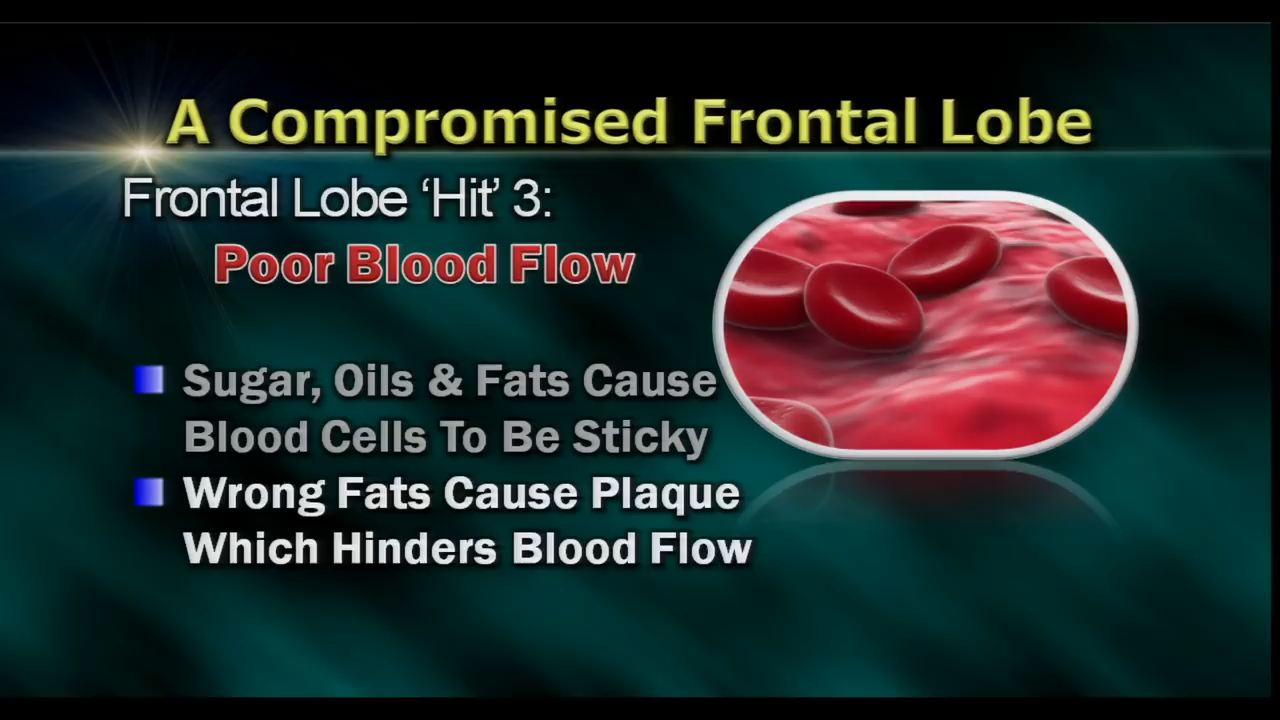 A Compromised Frontal Lobe
Frontal Lobe ‘Hit’ 3:
Poor Blood Flow
Sugar, Oils & Fats Cause
Blood Cells To Be Sticky
Wrong Fats Cause Plaque
Which Hinders Blood Flow